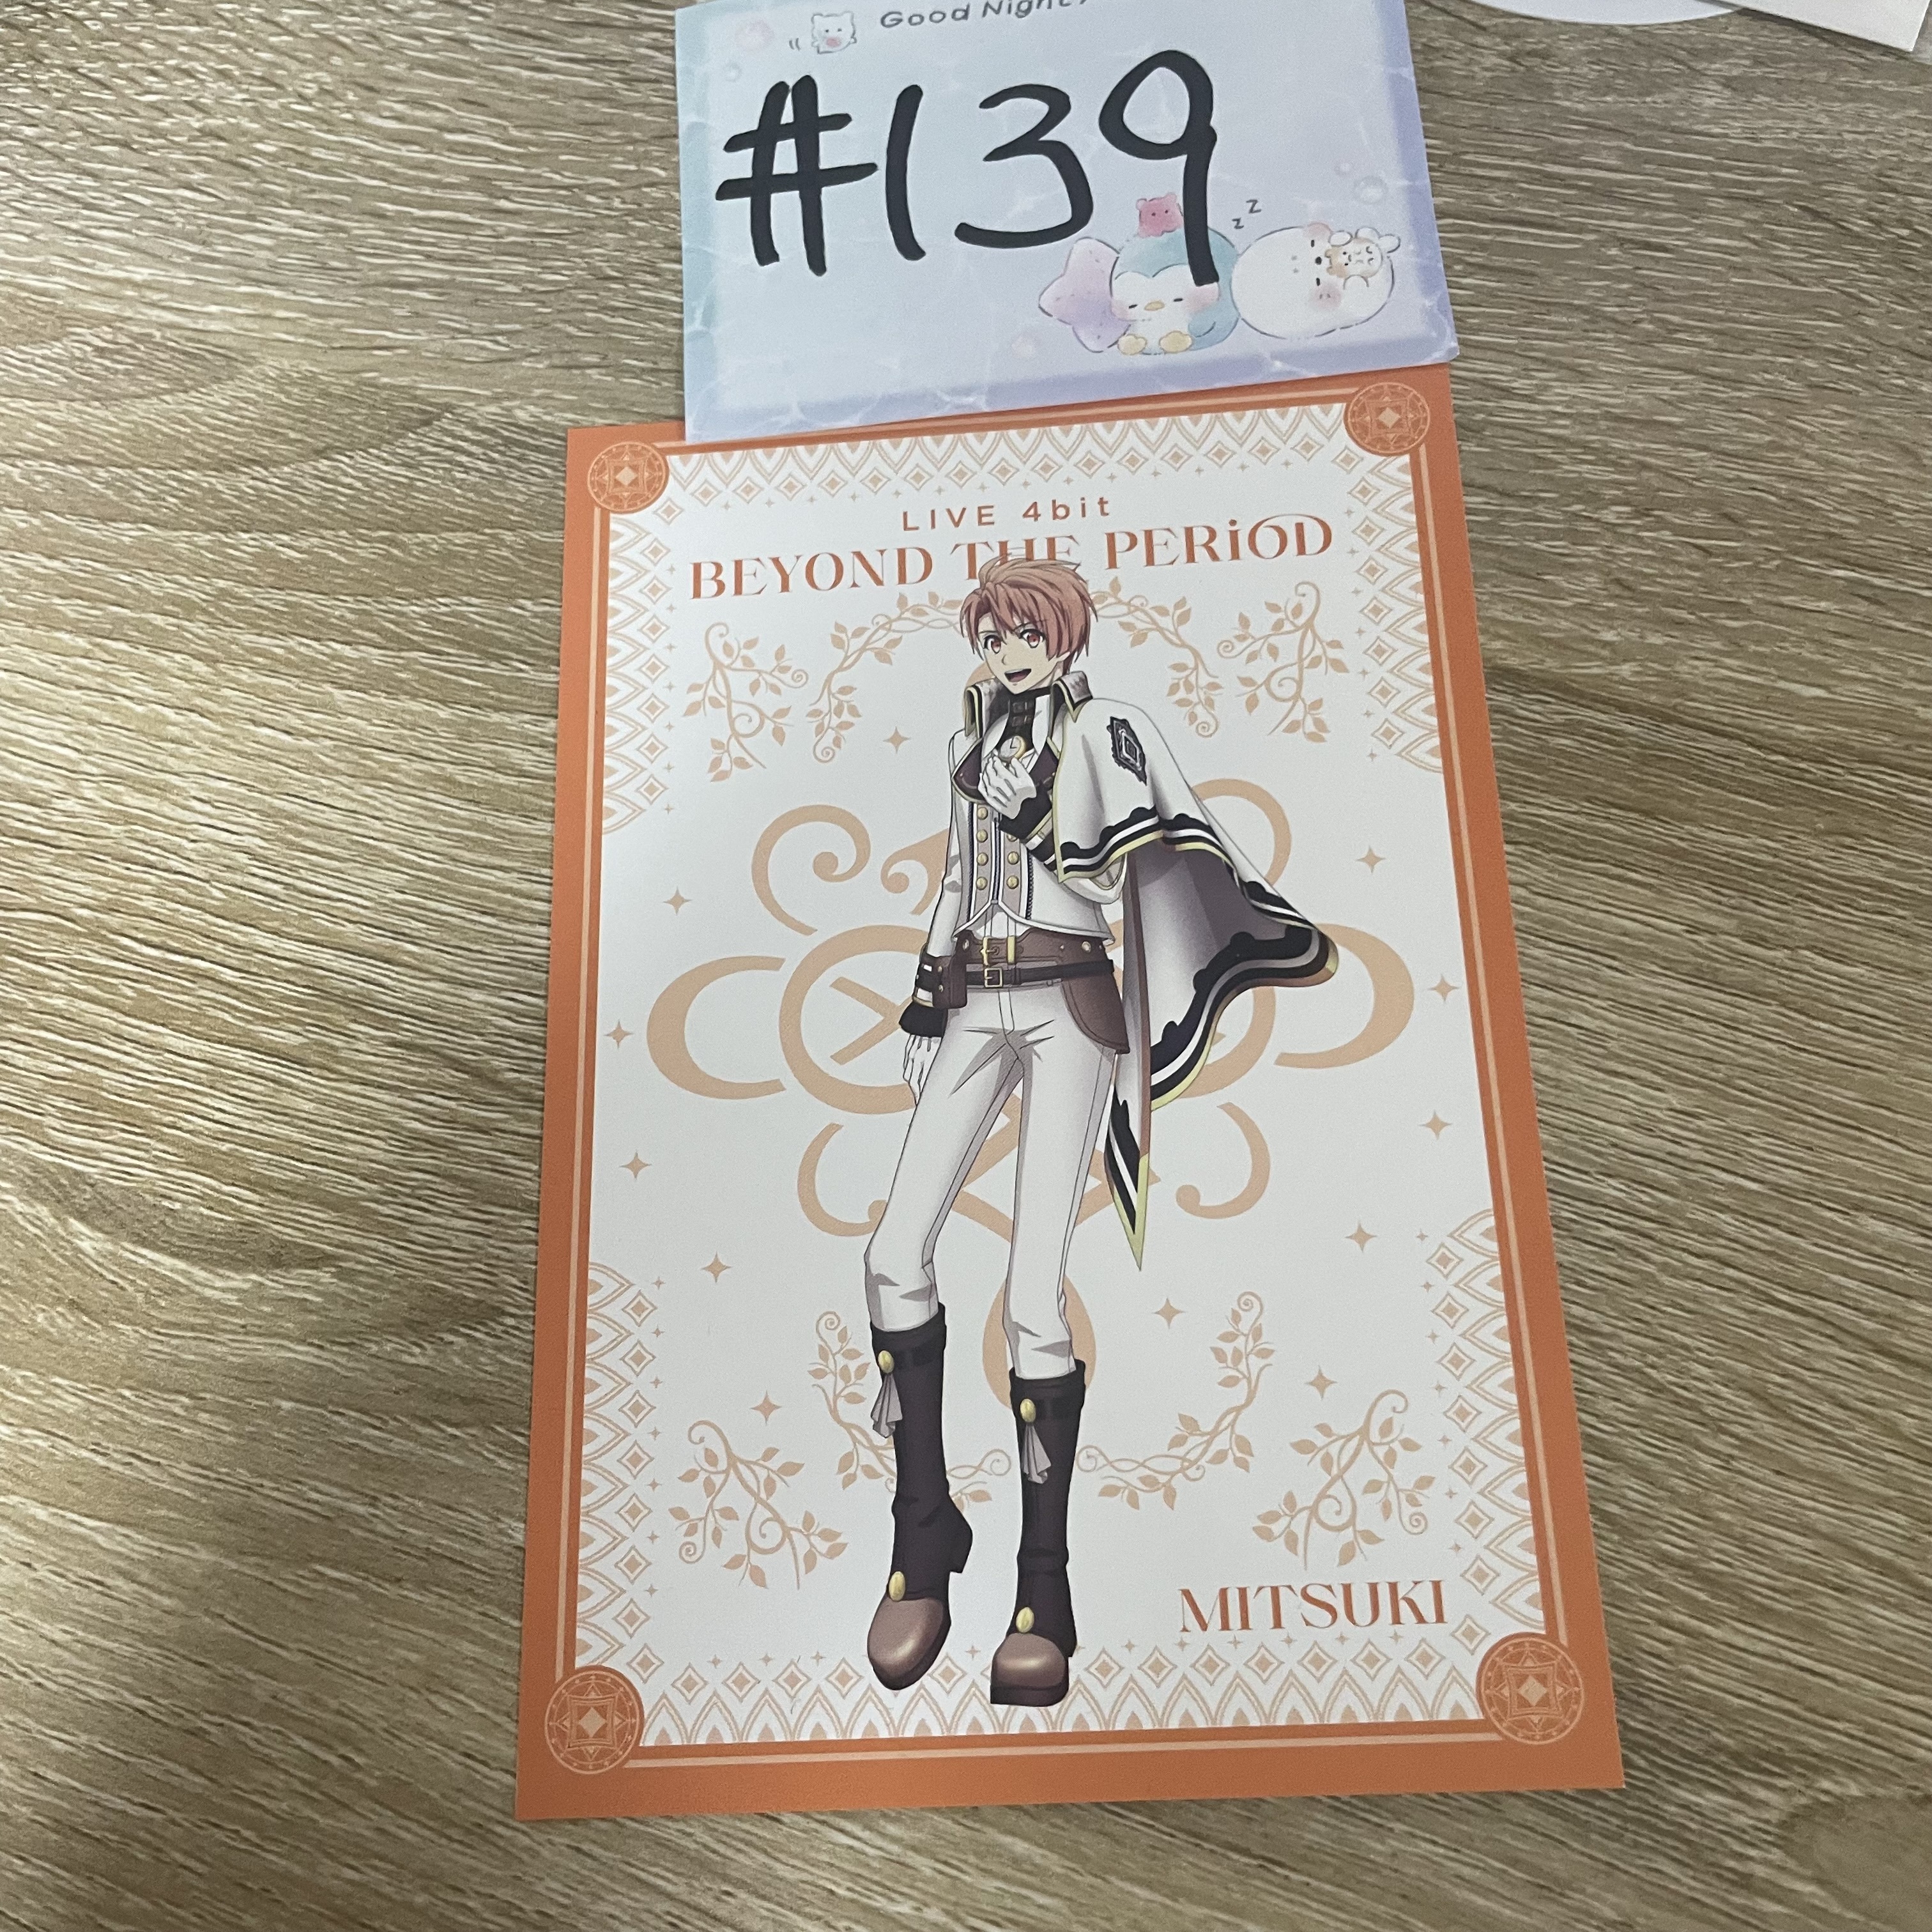 Good Night
#139
z z
LIVE 4bit
BEYOND THE PERiOD
MITSUKI